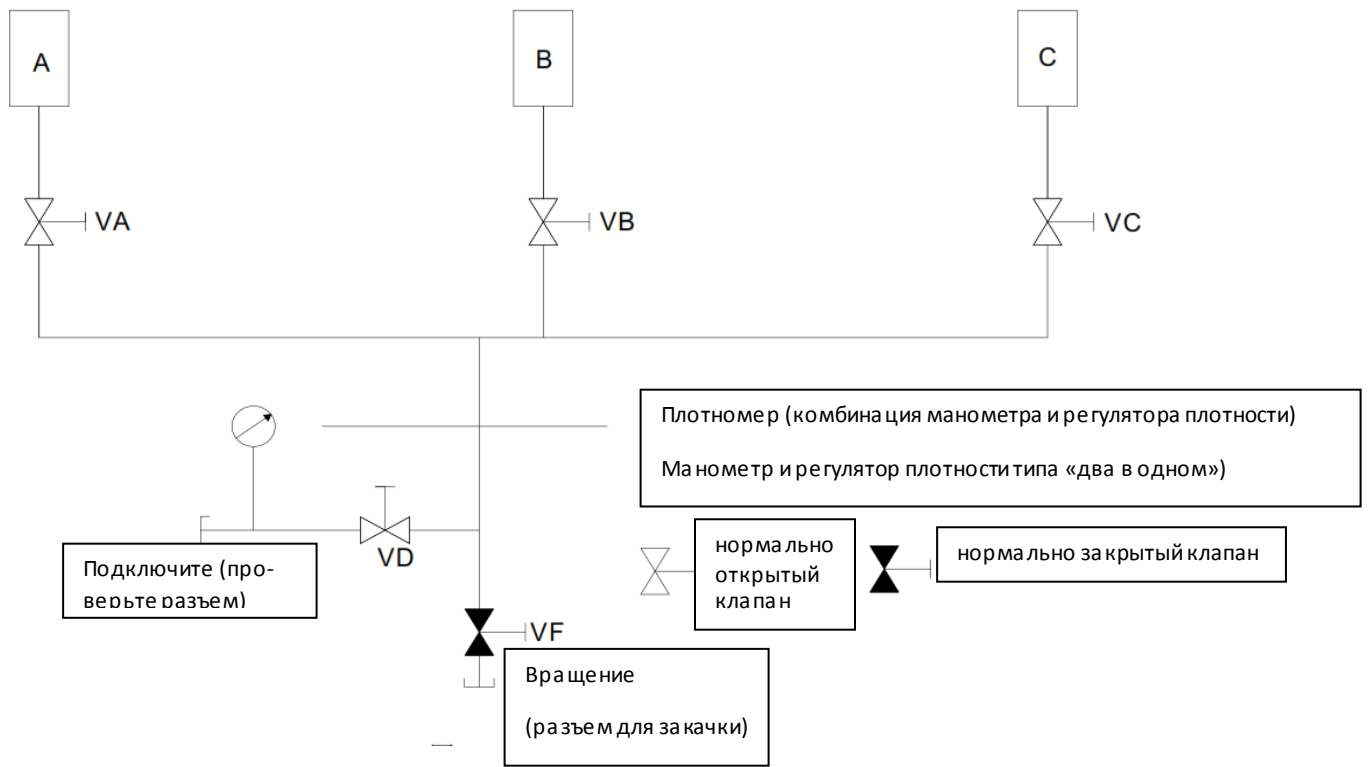 A
B
C
VA
VB
VC
Плотномер (комбинация манометра и регулятора плотности)
Манометр и регулятор плотности типа «два в одном»)
VD
Подключите (про-
верьте разъем)
нормально
открытый
клапан
нормально закрытый клапан
VF
Вращение
(разъем для закачки)